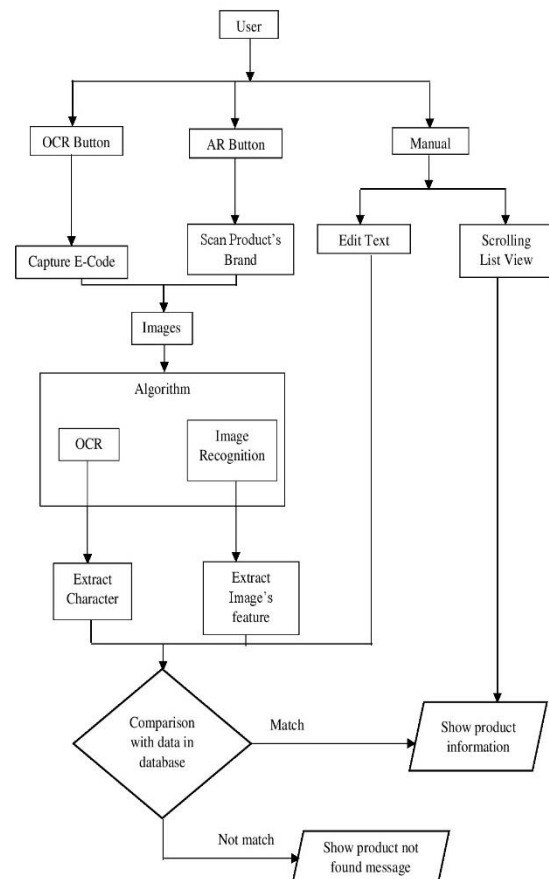 User
OCR Button
AR Button
Manual
Capture E-Code
Scan Product's
Brand
Edit Text
Scrolling
List View
Images
Algorithm
OCR
Image
Recognition
Extract
Character
Extract
Image's
feature
Comparison
with data in
database
Match
Show product
information
Not match
Show product not
found message